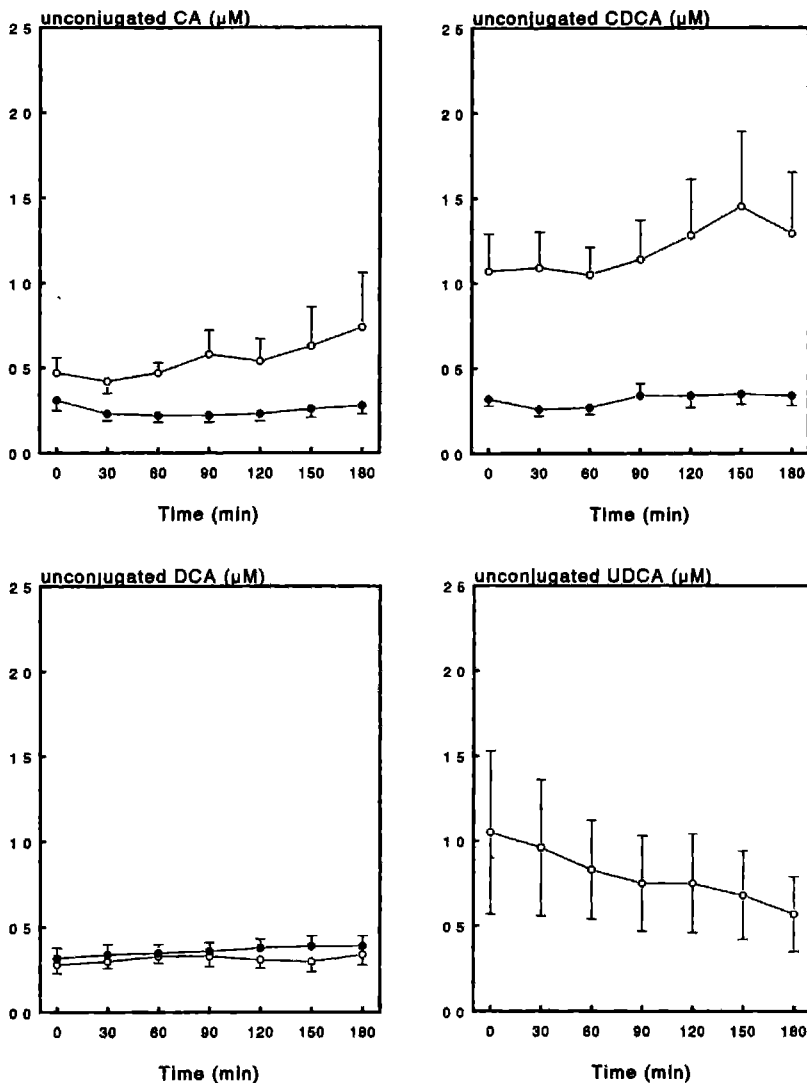 unconjugated CA (µM)
2 5
2 0
1 5
1 0
0 5
0 0
0 30 60 90 120 150 180
Time (min)
unconjugated CDCA (µM)
2 5
2 0
1 5
1 0
0 5
0 0
0 30 60 90 120 150 180
Time (min)
unconjugated DCA (µM)
2 5
2 0
1 5
1 0
0 5
0 0
0 30 60 90 120 150 180
Time (min)
unconjugated UDCA (µM)
2 5
2 0
1 5
1 0
0 5
0 0
0 30 60 90 120 150 180
Time (min)